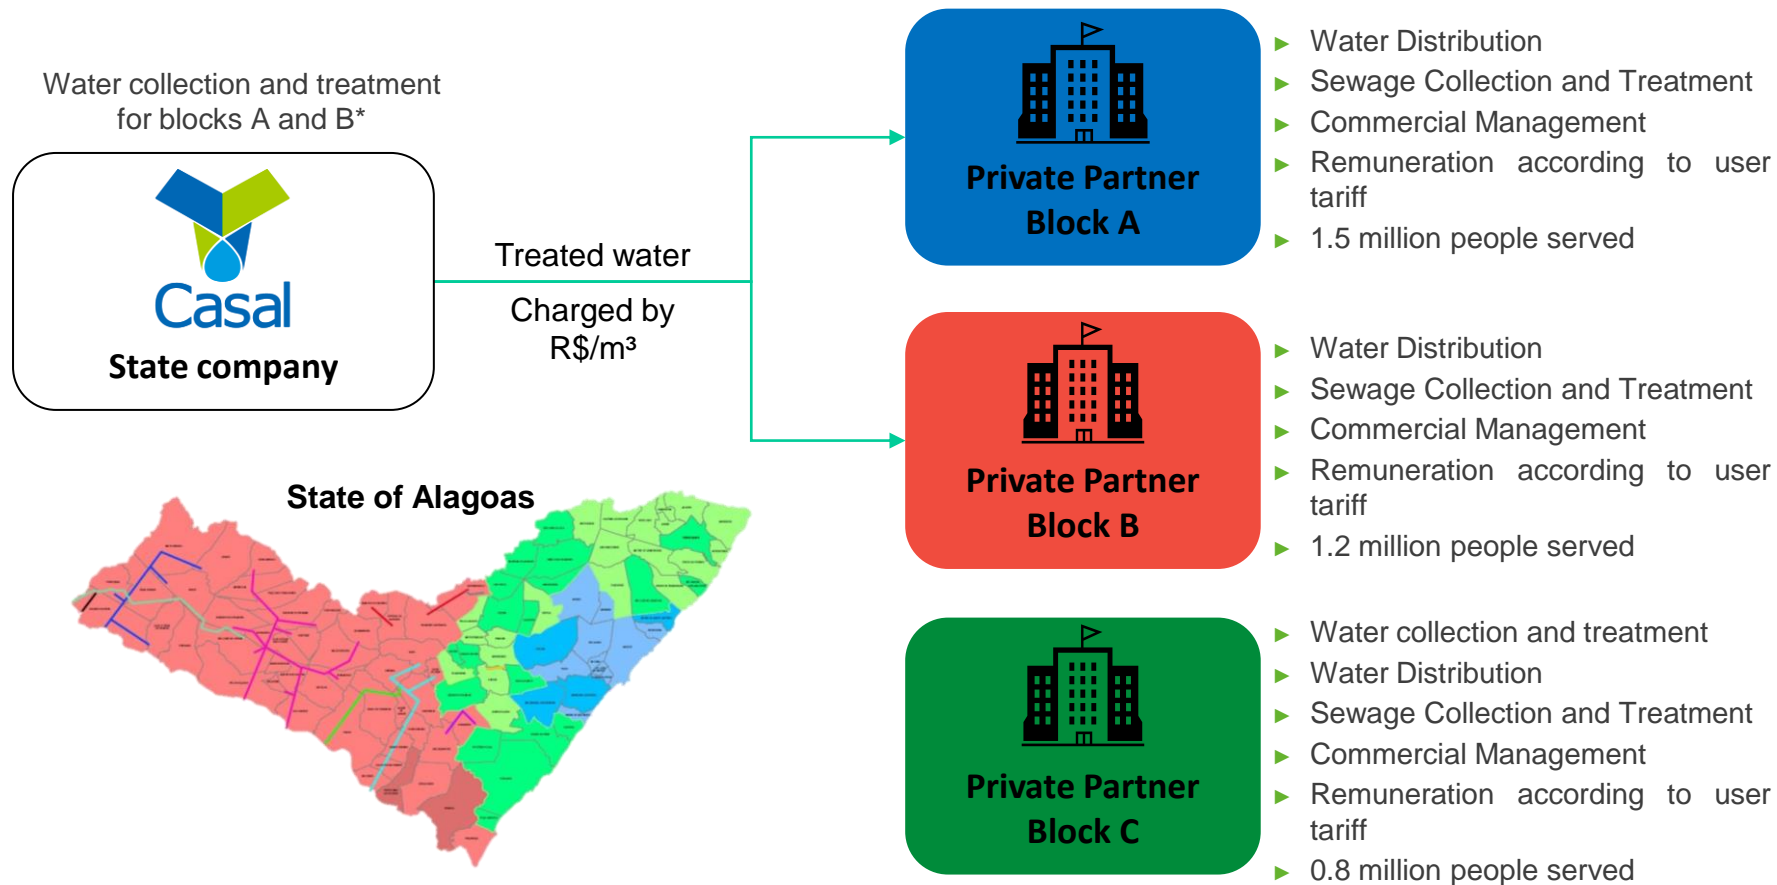 Water collection and treatment
for blocks A and B*
Casal
State company
Treated water
Charged by
R$/m³
State of Alagoas
Private Partner
Block A
► Water Distribution
► Sewage Collection and Treatment
► Commercial Management
► Remuneration according to user
tariff
► 1.5 million people served
Private Partner
Block B
► Water Distribution
► Sewage Collection and Treatment
► Commercial Management
► Remuneration according to user
tariff
► 1.2 million people served
Private Partner
Block C
► Water collection and treatment
► Water Distribution
► Sewage Collection and Treatment
► Commercial Management
► Remuneration according to user
tariff
► 0.8 million people served